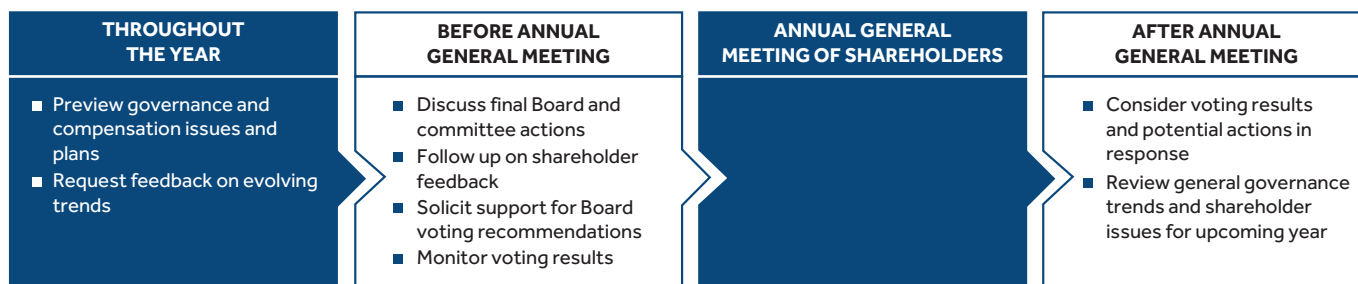 THROUGHOUT
THE YEAR
■ Preview governance and
compensation issues and
plans
■ Request feedback on evolving
trends
BEFORE ANNUAL
GENERAL MEETING
■ Discuss final Board and
committee actions
■ Follow up on shareholder
feedback
■ Solicit support for Board
voting recommendations
■ Monitor voting results
ANNUAL GENERAL
MEETING OF SHAREHOLDERS
AFTER ANNUAL
GENERAL MEETING
■ Consider voting results
and potential actions in
response
■ Review general governance
trends and shareholder
issues for upcoming year